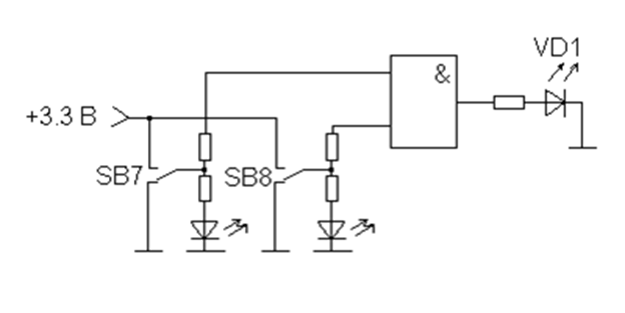 VD1
&
+3.3 В
SB7
SB8